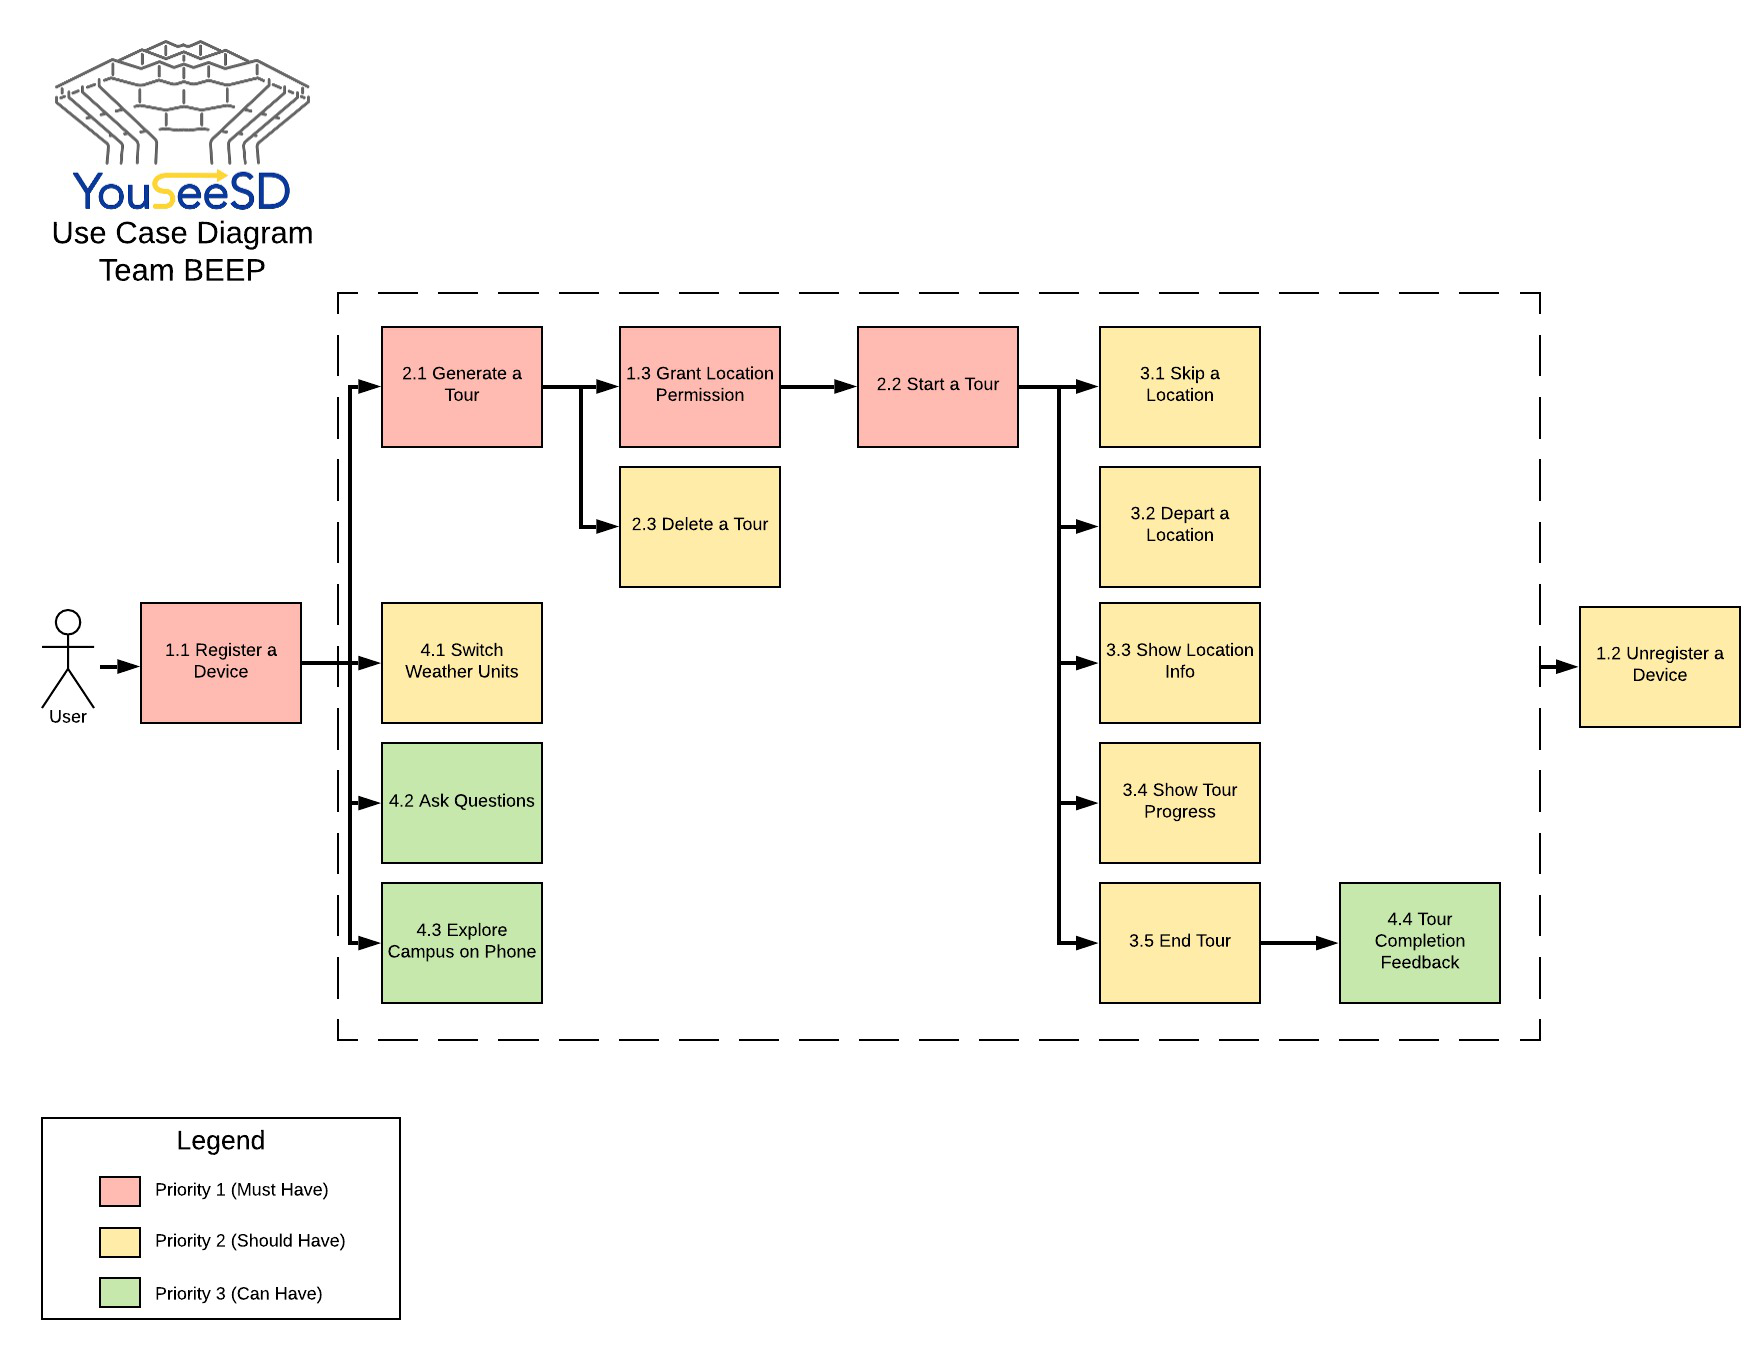 YouSeeSD
Use Case Diagram
Team BEEP
2.1 Generate a
Tour
1.3 Grant Location
Permission
2.2 Start a Tour
3.1 Skip a
Location
2.3 Delete a Tour
3.2 Depart a
Location
User
1.1 Register a
Device
4.1 Switch
Weather Units
3.3 Show Location
Info
1.2 Unregister a
Device
4.2 Ask Questions
3.4 Show Tour
Progress
4.3 Explore
Campus on Phone
3.5 End Tour
4.4 Tour
Completion
Feedback
Legend
Priority 1 (Must Have)
Priority 2 (Should Have)
Priority 3 (Can Have)